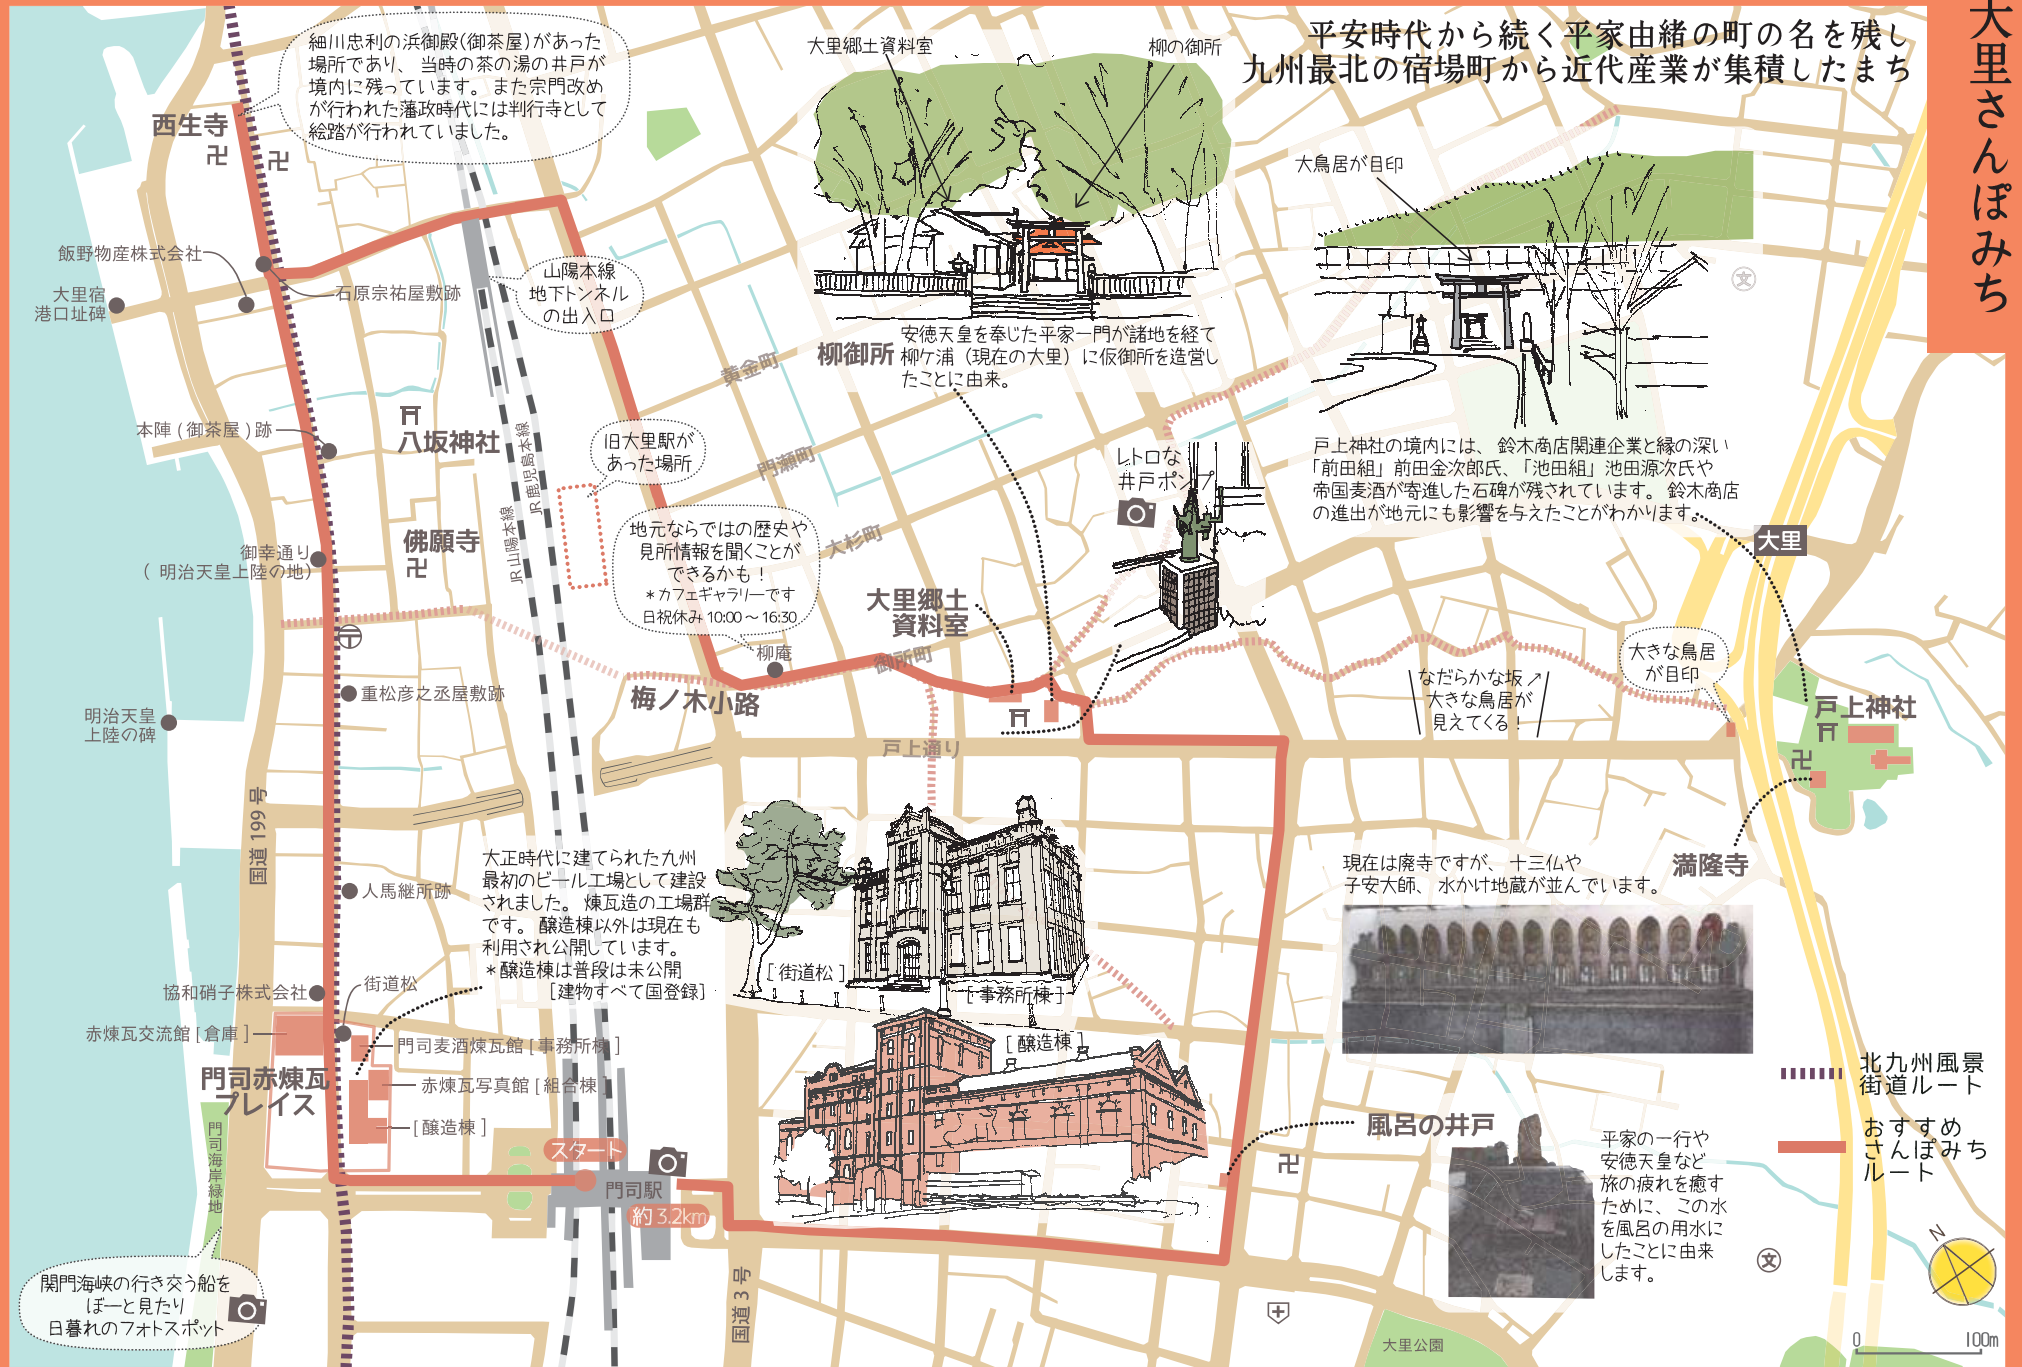 大里さんぽみち
平安時代から続く平家由緒の町の名を残し
九州最北の宿場町から近代産業が集積したまち
細川忠利の浜御殿(御茶屋)があった
場所であり、当時の茶の湯の井戸が
境内に残っています。また宗門改め
が行われた藩政時代には判行寺として
絵踏が行われていました。
西生寺
大里郷土資料室
柳の御所
大鳥居が目印
飯野物産株式会社
大里宿
港口址碑
石原宗祐屋敷跡
山陽本線
地下トンネル
の出入口
柳御所
安徳天皇を奉じた平家一門が諸地を経て
柳ケ浦（現在の大里）に仮御所を造営し
たことに由来。
黄金町
本陣(御茶屋)跡
八坂神社
JR鹿児島本線
JR山陽本線
旧大里駅が
あった場所
門瀬町
レトロな
井戸ポンプ
戸上神社の境内には、鈴木商店関連企業と縁の深い
「前田組」前田金次郎氏、「池田組」池田源次氏や
帝国麦酒が寄進した石碑が残されています。鈴木商店
の進出が地元にも影響を与えたことがわかります。
大里
佛願寺
御幸通り
( 明治天皇上陸の地)
地元ならではの歴史や
見所情報を聞くことが
できるかも！
＊カフェギャラリーです
日祝休み 10:00～16:30
大杉町
大里郷土
資料室
柳庵
御所町
梅ノ木小路
重松彦之丞屋敷跡
明治天皇
上陸の碑
戸上通り
なだらかな坂↗
大きな鳥居が
見えてくる！
大きな鳥居
が目印
戸上神社
満隆寺
現在は廃寺ですが、十三仏や
子安大師、水かけ地蔵が並んでいます。
国道 199 号
大正時代に建てられた九州
最初のビール工場として建設
されました。煉瓦造の工場群
です。醸造棟以外は現在も
利用され公開しています。
＊醸造棟は普段は未公開
[建物すべて国登録]
人馬継所跡
[ 街道松 ]
[ 事務所棟 ]
[ 醸造棟 ]
協和硝子株式会社
街道松
赤煉瓦交流館 [ 倉庫 ]
門司麦酒煉瓦館 [ 事務所棟 ]
門司赤煉瓦
プレイス
赤煉瓦写真館 [ 組合棟 ]
[ 醸造棟 ]
門司海岸緑地
スタート
門司駅
約 3.2km
国道 3 号
関門海峡の行き交う船を
ぼーと見たり
日暮れのフォトスポット
風呂の井戸
平家の一行や
安徳天皇など
旅の疲れを癒す
ために、この水
を風呂の用水に
したことに由来
します。
大里公園
北九州風景
街道ルート
おすすめ
さんぽみち
ルート
N
0 100m